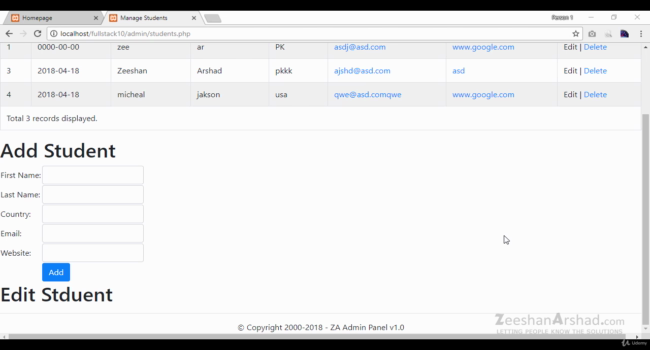 Homepage
Manage Students
localhost/fullstack10/admin/students.php
1 0000-00-00 zee ar PK asdj@asd.com www.google.com Edit | Delete
3 2018-04-18 Zeeshan Arshad pkkk ajshd@asd.com asd Edit | Delete
4 2018-04-18 micheal jakson usa qwe@asd.comqwe www.google.com Edit | Delete
Total 3 records displayed.
Add Student
First Name:
Last Name:
Country:
Email:
Website:
Add
Edit Stduent
ZeeshanArshad.com
LETTING PEOPLE KNOW THE SOLUTIONS
© Copyright 2000-2018 - ZA Admin Panel v1.0
Udemy